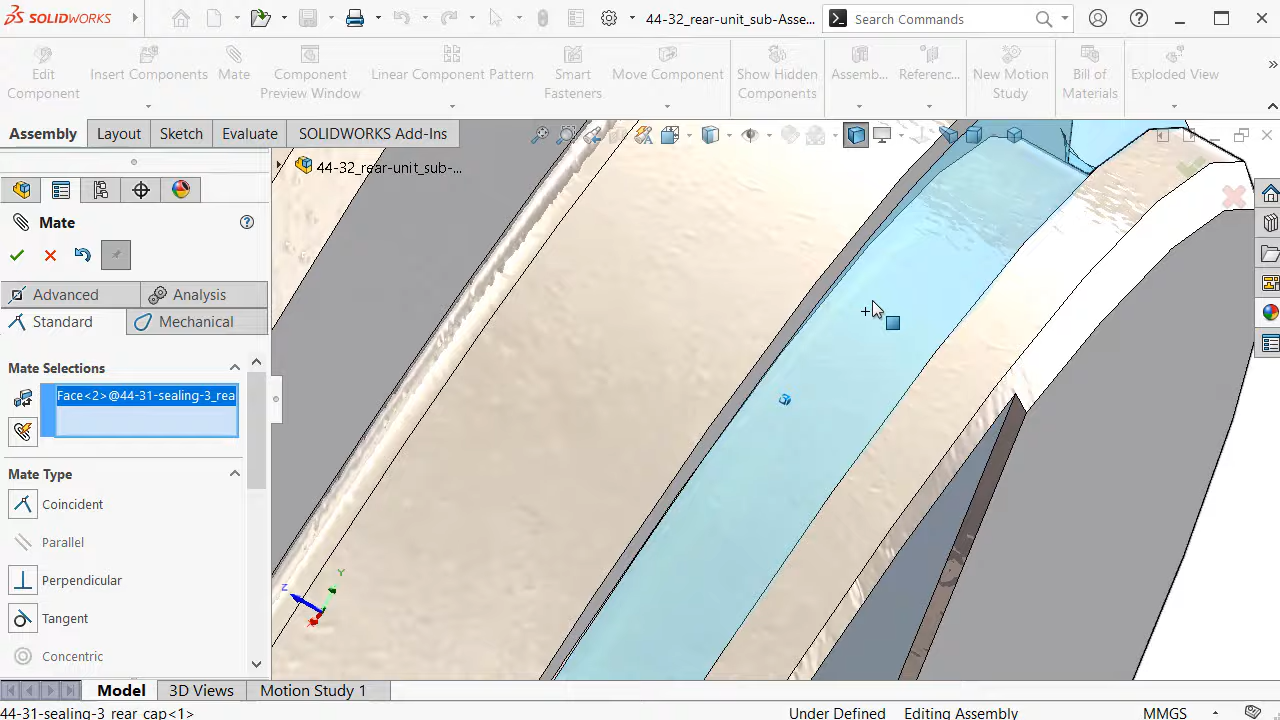 SOLIDWORKS
44-32_rear-unit_sub-Asse...
Search Commands
Edit Component
Insert Components
Mate
Component Preview Window
Linear Component Pattern
Smart Fasteners
Move Component
Show Hidden Components
Assemb...
Referenc...
New Motion Study
Bill of Materials
Exploded View
Assembly
Layout
Sketch
Evaluate
SOLIDWORKS Add-Ins
44-32_rear-unit_sub-...
Mate
Advanced
Analysis
Standard
Mechanical
Mate Selections
Face<2>@44-31-sealing-3_rea
Mate Type
Coincident
Parallel
Perpendicular
Tangent
Concentric
Z
Y
Model
3D Views
Motion Study 1
44-31-sealing-3_rear_cap<1>
Under Defined
Editing Assembly
MMGS